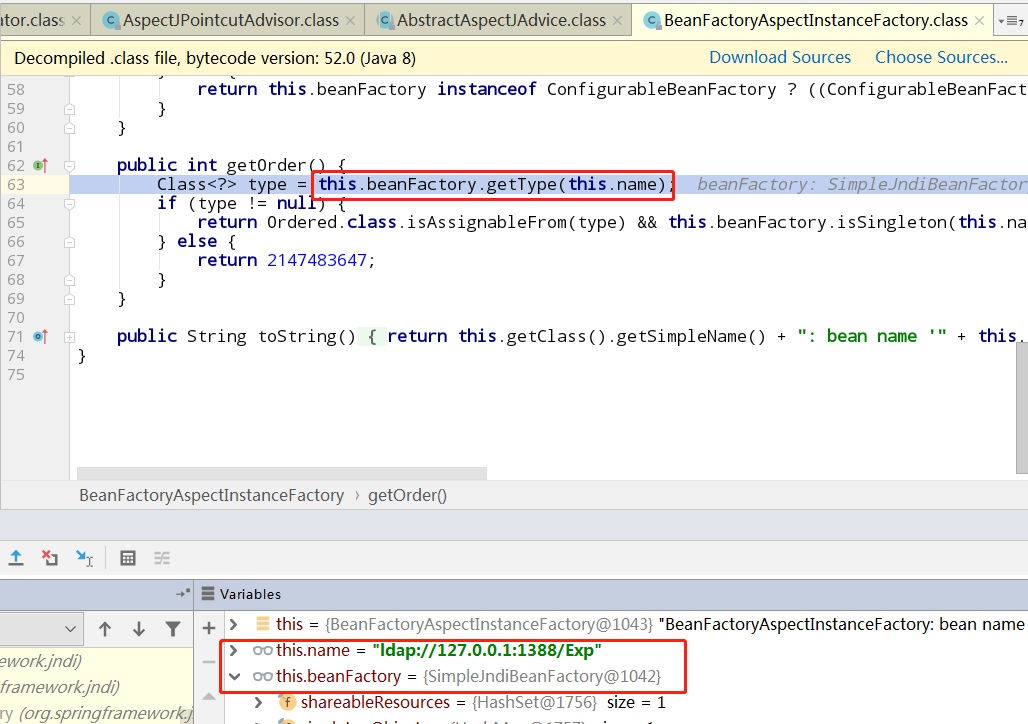 ator.class AspectJPointcutAdvisor.class AbstractAspectJAdvice.class BeanFactoryAspectInstanceFactory.class
Decompiled .class file, bytecode version: 52.0 (Java 8) Download Sources Choose Sources...
58 return this.beanFactory instanceof ConfigurableBeanFactory ? ((ConfigurableBeanFact
59 }
60 }
61
62 public int getOrder() {
63 Class<?> type = this.beanFactory.getType(this.name); beanFactory: SimpleJndiBeanFactor
64 if (type != null) {
65 return Ordered.class.isAssignableFrom(type) && this.beanFactory.isSingleton(this.na
66 } else {
67 return 2147483647;
68 }
69 }
70
71 public String toString() { return this.getClass().getSimpleName() + ": bean name '" + this.
74 }
75
BeanFactoryAspectInstanceFactory › getOrder()
Variables
this = {BeanFactoryAspectInstanceFactory@1043} "BeanFactoryAspectInstanceFactory: bean name
this.name = "ldap://127.0.0.1:1388/Exp"
ework.jndi) this.beanFactory = {SimpleJndiBeanFactory@1042}
framework.jndi) shareableResources = {HashSet@1756} size = 1
ry (org.springframework.j